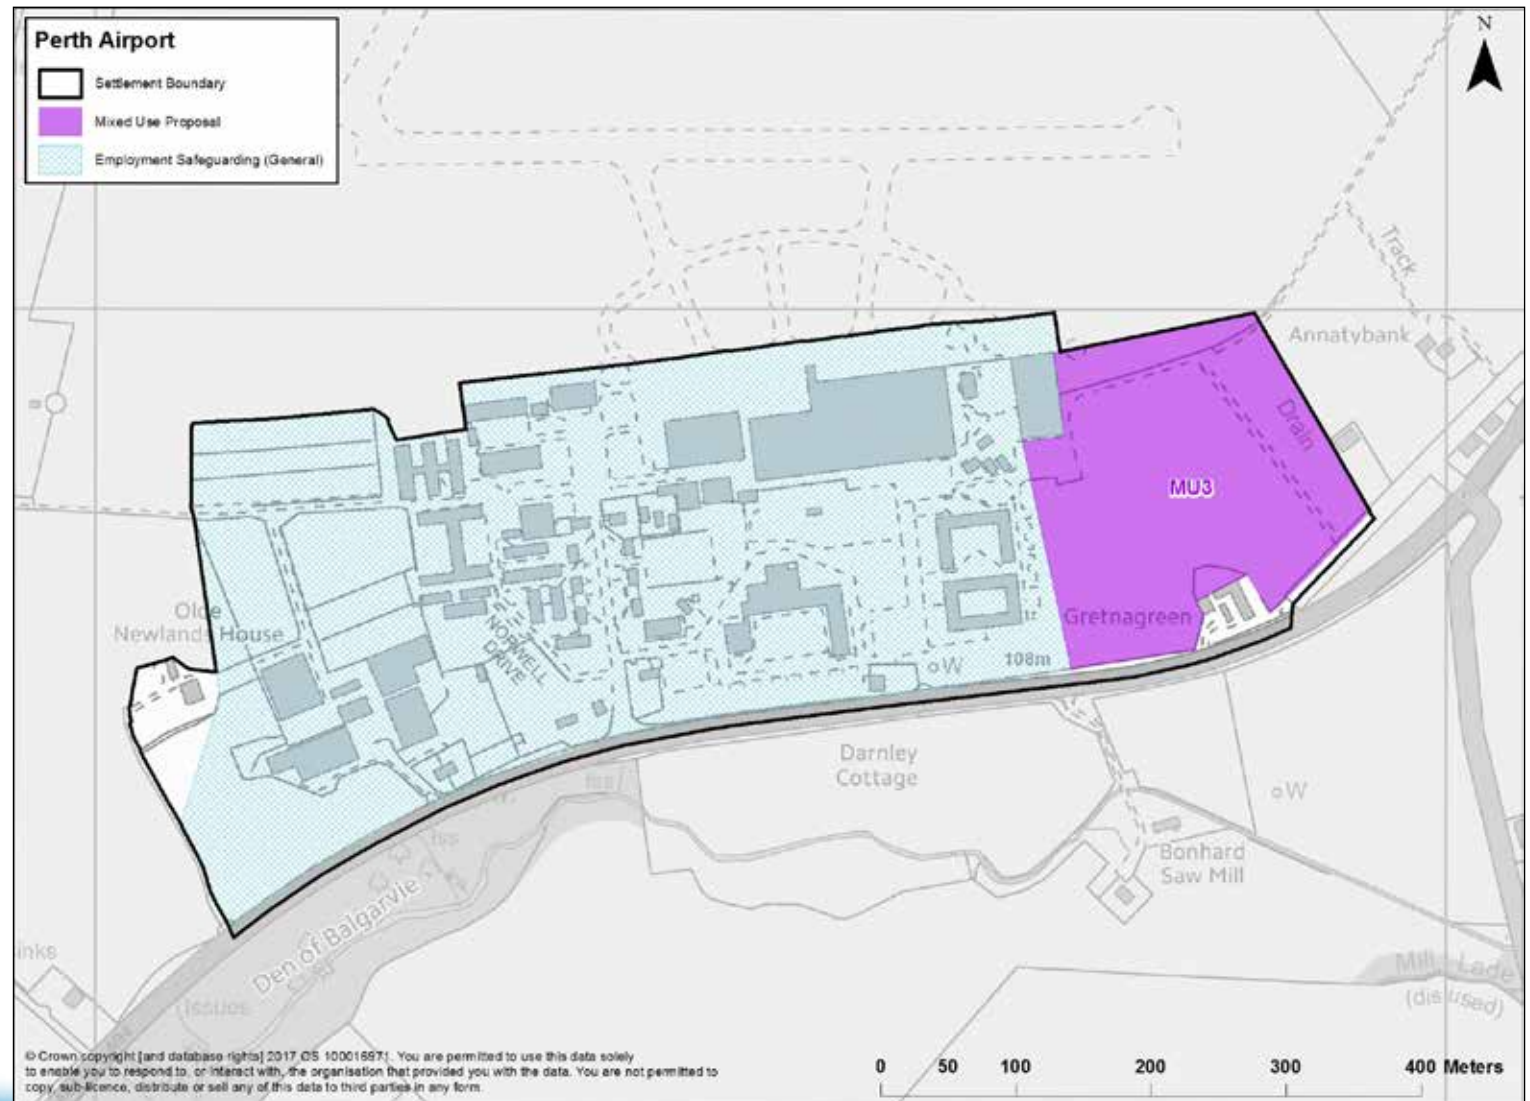 Perth Airport
Settlement Boundary
Mixed Use Proposal
Employment Safeguarding (General)
N
Track
Annatybank
Drain
MU3
Olde
Newlands House
Gretnagreen
NORWELL
DRIVE
W
108m
Darnley
Cottage
W
Iss
Bonhard
Saw Mill
Den of Balgarvie
inks
(Issues
Mill Lade
(disused)
© Crown copyright [and database rights] 2017 OS 100016971. You are permitted to use this data solely
to enable you to respond to, or interact with, the organisation that provided you with the data. You are not permitted to
copy, sub-licence, distribute or sell any of this data to third parties in any form.
0 50 100 200 300 400 Meters